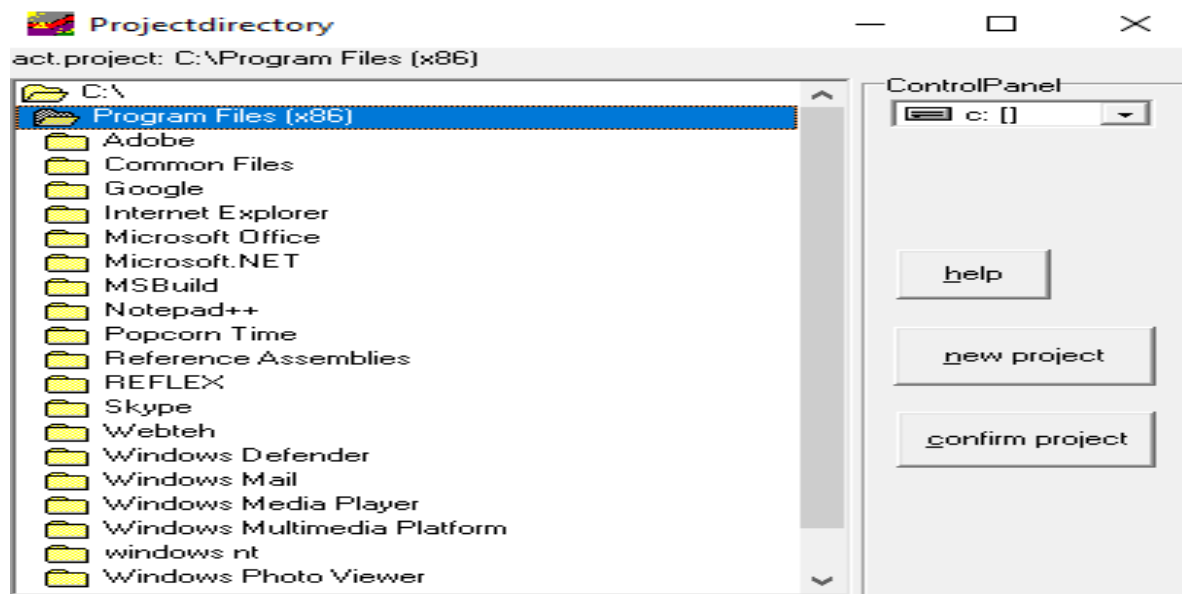 Projectdirectory
act.project: C:\Program Files (x86)
C:\
Program Files (x86)
Adobe
Common Files
Google
Internet Explorer
Microsoft Office
Microsoft.NET
MSBuild
Notepad++
Popcorn Time
Reference Assemblies
REFLEX
Skype
Webteh
Windows Defender
Windows Mail
Windows Media Player
Windows Multimedia Platform
windows nt
Windows Photo Viewer
ControlPanel
c: []
help
new project
confirm project